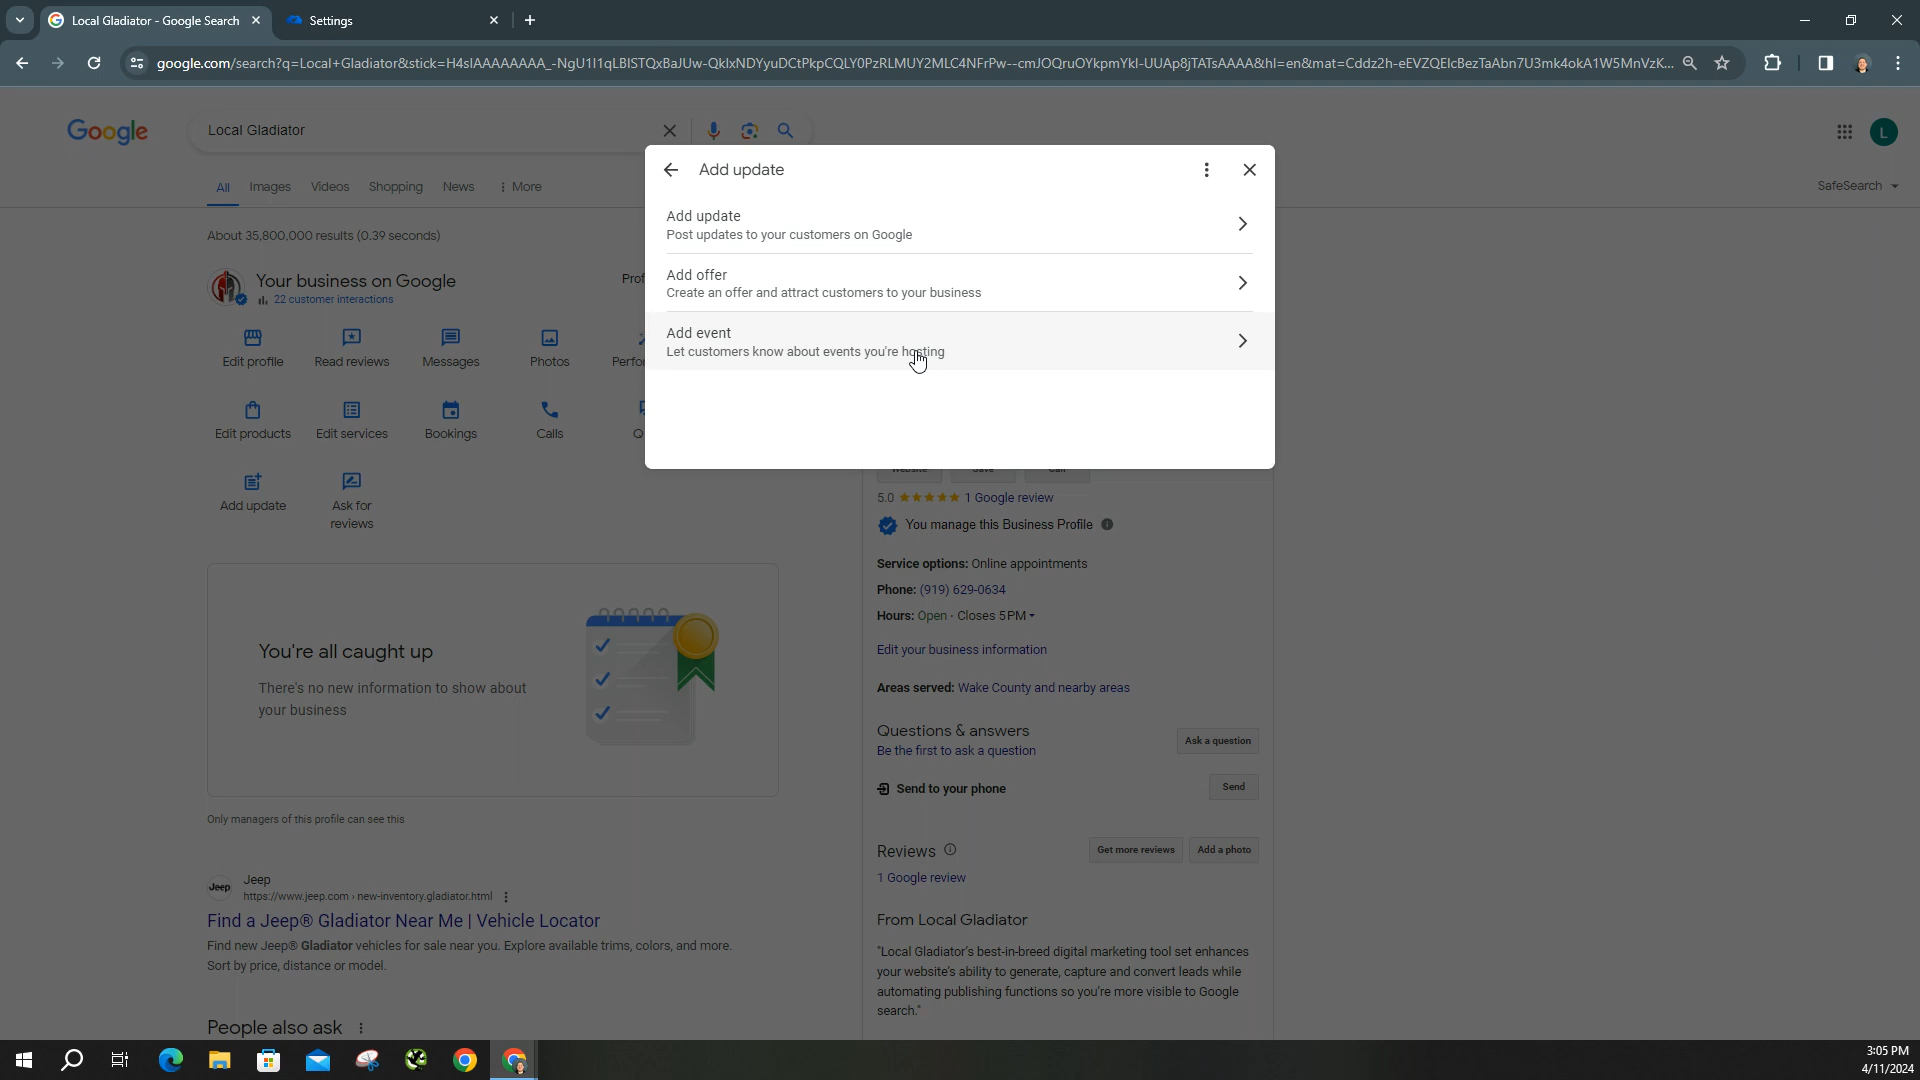 Local Gladiator - Google Search
Settings
google.com/search?q=Local+Gladiator&stick=
Google
Local Gladiator
L
All
Images
Videos
Shopping
News
More
SafeSearch
About 35,800,000 results (0.39 seconds)
Your business on Google
22 customer interactions
Prof
Edit profile
Read reviews
Messages
Photos
Perfor
Edit products
Edit services
Bookings
Calls
Q
Add update
Ask for
reviews
You're all caught up
There's no new information to show about
your business
Only managers of this profile can see this
Jeep
Jeep
https://www.jeep.com › new-inventory.gladiator.html
Find a Jeep® Gladiator Near Me | Vehicle Locator
Find new Jeep® Gladiator vehicles for sale near you. Explore available trims, colors, and more.
Sort by price, distance or model.
People also ask
Add update
Add update
Post updates to your customers on Google
Add offer
Create an offer and attract customers to your business
Add event
Let customers know about events you're hosting
Website
Save
Call
5.0
1 Google review
You manage this Business Profile
Service options: Online appointments
Phone: (919) 629-0634
Hours: Open · Closes 5 PM
Edit your business information
Areas served: Wake County and nearby areas
Questions & answers
Be the first to ask a question
Ask a question
Send to your phone
Send
Reviews
Get more reviews
Add a photo
1 Google review
From Local Gladiator
"Local Gladiator's best-in-breed digital marketing tool set enhances
your website's ability to generate, capture and convert leads while
automating publishing functions so you're more visible to Google
search."
3:05 PM
4/11/2024